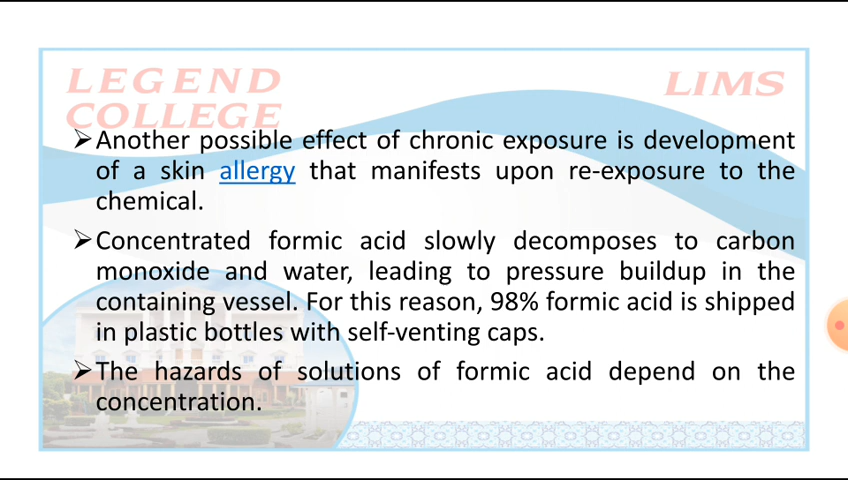 LEGEND
COLLEGE
LIMS
Another possible effect of chronic exposure is development
of a skin allergy that manifests upon re-exposure to the
chemical.
Concentrated formic acid slowly decomposes to carbon
monoxide and water, leading to pressure buildup in the
containing vessel. For this reason, 98% formic acid is shipped
in plastic bottles with self-venting caps.
The hazards of solutions of formic acid depend on the
concentration.